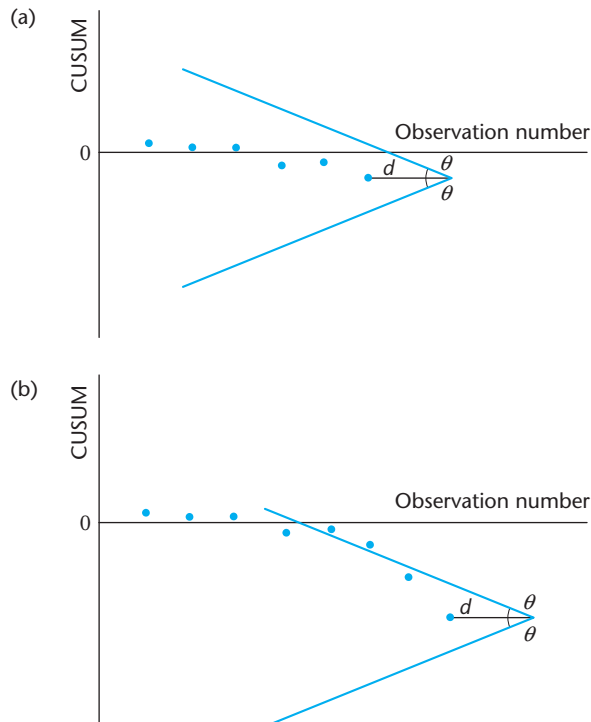 (a)
CUSUM
Observation number
0
d
θ
θ
(b)
CUSUM
Observation number
0
d
θ
θ